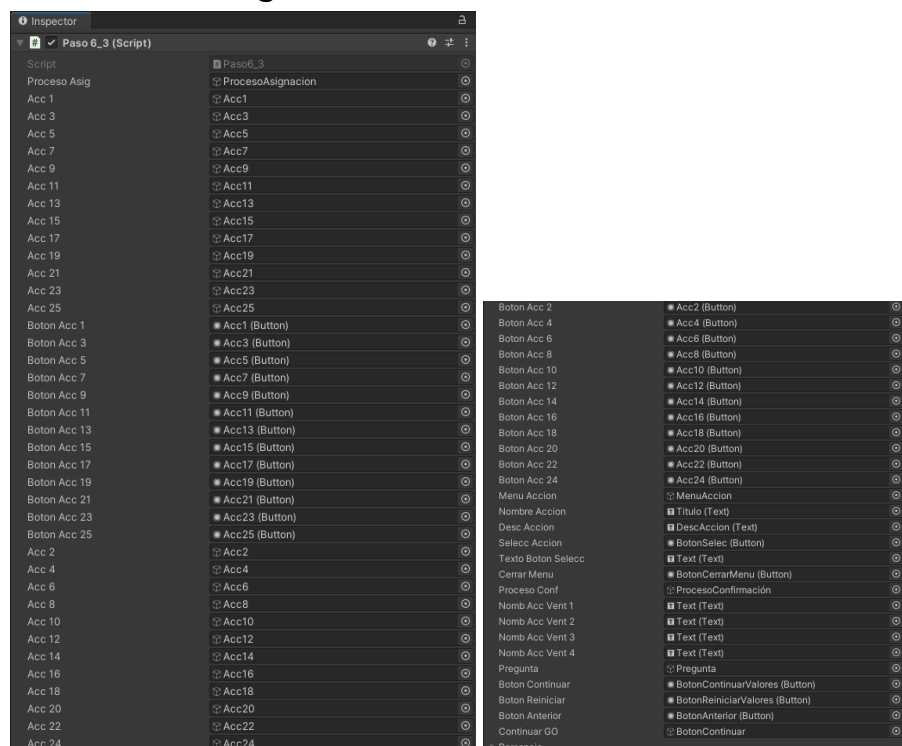 Inspector
# Paso 6_3 (Script)
Script Paso6_3
Proceso Asig ProcesoAsignacion
Acc 1 Acc1
Acc 3 Acc3
Acc 5 Acc5
Acc 7 Acc7
Acc 9 Acc9
Acc 11 Acc11
Acc 13 Acc13
Acc 15 Acc15
Acc 17 Acc17
Acc 19 Acc19
Acc 21 Acc21
Acc 23 Acc23
Acc 25 Acc25
Boton Acc 1 Acc1 (Button)
Boton Acc 3 Acc3 (Button)
Boton Acc 5 Acc5 (Button)
Boton Acc 7 Acc7 (Button)
Boton Acc 9 Acc9 (Button)
Boton Acc 11 Acc11 (Button)
Boton Acc 13 Acc13 (Button)
Boton Acc 15 Acc15 (Button)
Boton Acc 17 Acc17 (Button)
Boton Acc 19 Acc19 (Button)
Boton Acc 21 Acc21 (Button)
Boton Acc 23 Acc23 (Button)
Boton Acc 25 Acc25 (Button)
Acc 2 Acc2
Acc 4 Acc4
Acc 6 Acc6
Acc 8 Acc8
Acc 10 Acc10
Acc 12 Acc12
Acc 14 Acc14
Acc 16 Acc16
Acc 18 Acc18
Acc 20 Acc20
Acc 22 Acc22
Acc 24 Acc24
Boton Acc 2 Acc2 (Button)
Boton Acc 4 Acc4 (Button)
Boton Acc 6 Acc6 (Button)
Boton Acc 8 Acc8 (Button)
Boton Acc 10 Acc10 (Button)
Boton Acc 12 Acc12 (Button)
Boton Acc 14 Acc14 (Button)
Boton Acc 16 Acc16 (Button)
Boton Acc 18 Acc18 (Button)
Boton Acc 20 Acc20 (Button)
Boton Acc 22 Acc22 (Button)
Boton Acc 24 Acc24 (Button)
Menu Accion MenuAccion
Nombre Accion Titulo (Text)
Desc Accion DescAccion (Text)
Selecc Accion BotonSelec (Button)
Texto Boton Selecc Text (Text)
Cerrar Menu BotonCerrarMenu (Button)
Proceso Conf ProcesoConfirmación
Nomb Acc Vent 1 Text (Text)
Nomb Acc Vent 2 Text (Text)
Nomb Acc Vent 3 Text (Text)
Nomb Acc Vent 4 Text (Text)
Pregunta Pregunta
Boton Continuar BotonContinuarValores (Button)
Boton Reiniciar BotonReiniciarValores (Button)
Boton Anterior BotonAnterior (Button)
Continuar GO BotonContinuar